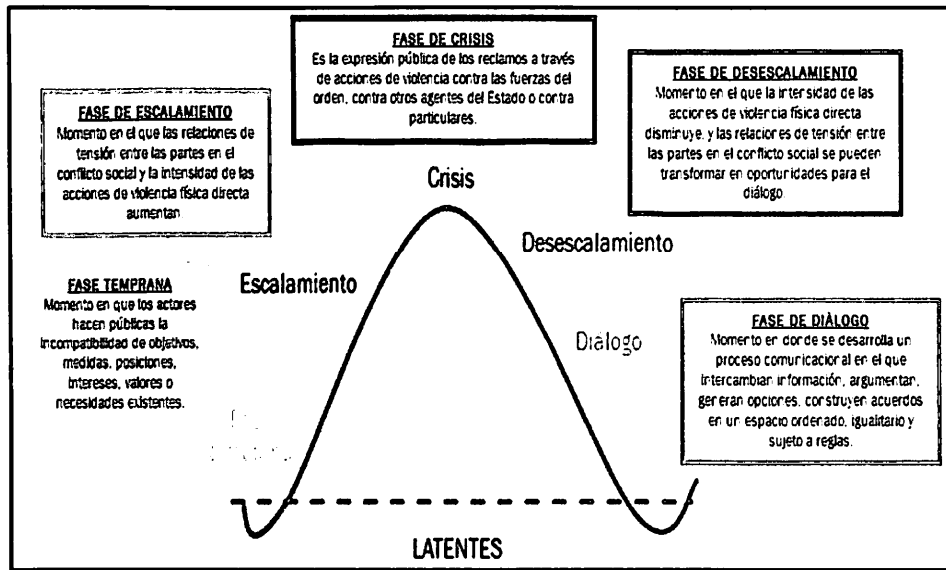 FASE DE CRISIS
Es la expresión pública de los reclamos a través
de acciones de violencia contra las fuerzas del
orden, contra otros agentes del Estado o contra
particulares.
FASE DE ESCALAMIENTO
Momento en el que las relaciones de
tensión entre las partes en el
conflicto social y la intensidad de las
acciones de violencia física directa
aumentan
FASE DE DESESCALAMIENTO
Momento en el que la intersidad de las
acciones de violencia física directa
disminuye, y las relaciones de tensión entre
las partes en el conflicto social se pueden
transformar en oportunidades para el
diálogo.
Crisis
Desescalamiento
Escalamiento
FASE TEMPRANA
Momento en que los actores
hacen públicas la
incompatibilidad de objetivos,
medidas, posiciones,
intereses, valores o
necesidades existentes.
Diálogo
FASE DE DIÀLOGO
Momento en donde se desarrolla un
proceso comunicacional en el que
intercambian información, argumentan,
generan opciones, construyen acuerdos
en un espacio ordenado, igualitario y
sujeto a reglas.
LATENTES